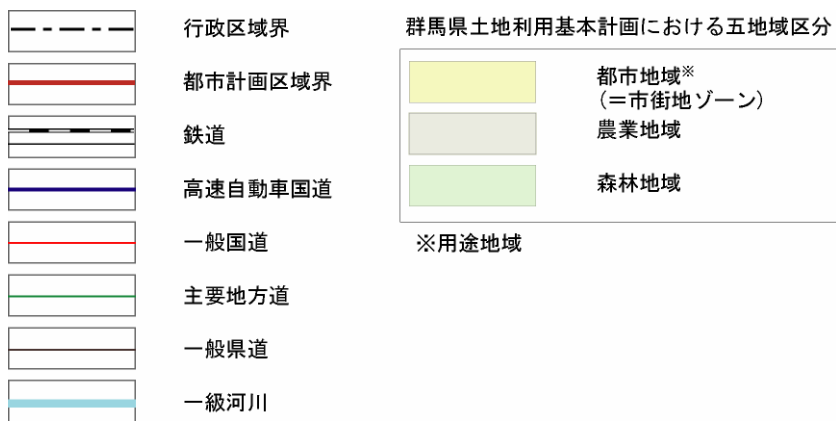 行政区域界
都市計画区域界
鉄道
高速自動車国道
一般国道
主要地方道
一般県道
一級河川
群馬県土地利用基本計画における五地域区分
都市地域※
（＝市街地ゾーン）
農業地域
森林地域
※用途地域